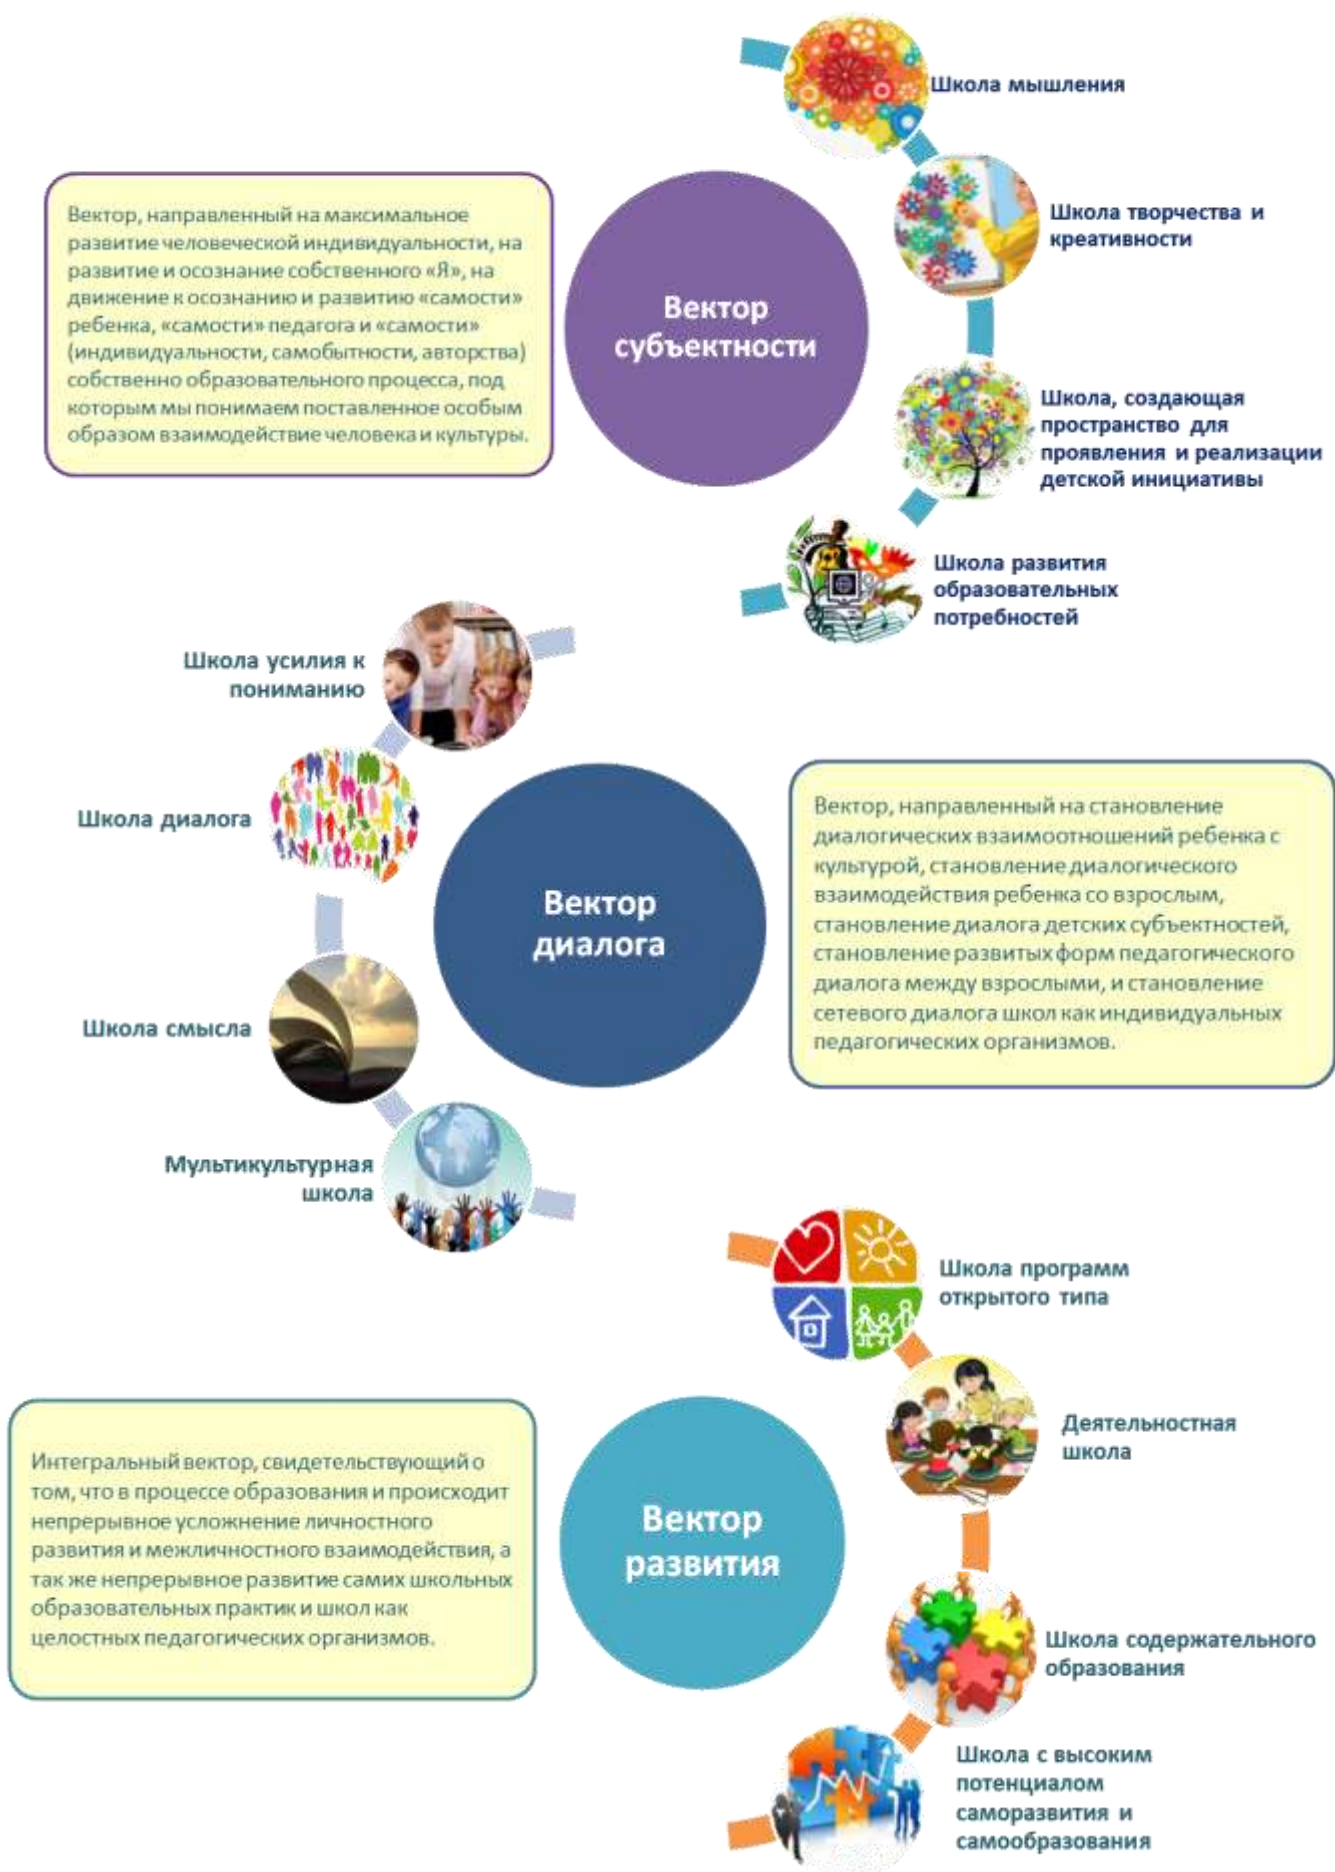 Школа мышления
Школа творчества и
креативности
Вектор, направленный на максимальное
развитие человеческой индивидуальности, на
развитие и осознание собственного «Я», на
движение к осознанию и развитию «самости»
ребенка, «самости» педагога и «самости»
(индивидуальности, самобытности, авторства)
собственно образовательного процесса, под
которым мы понимаем поставленное особым
образом взаимодействие человека и культуры.
Вектор
субъектности
Школа, создающая
пространство для
проявления и реализации
детской инициативы
Школа развития
образовательных
потребностей
Школа усилия к
пониманию
Школа диалога
Вектор
диалога
Вектор, направленный на становление
диалогических взаимоотношений ребенка с
культурой, становление диалогического
взаимодействия ребенка со взрослым,
становление диалога детских субъектностей,
становление развитых форм педагогического
диалога между взрослыми, и становление
сетевого диалога школ как индивидуальных
педагогических организмов.
Школа смысла
Мультикультурная
школа
Школа программ
открытого типа
Деятельностная
школа
Интегральный вектор, свидетельствующий о
том, что в процессе образования и происходит
непрерывное усложнение личностного
развития и межличностного взаимодействия, а
так же непрерывное развитие самих школьных
образовательных практик и школ как
целостных педагогических организмов.
Вектор
развития
Школа содержательного
образования
Школа с высоким
потенциалом
саморазвития и
самообразования